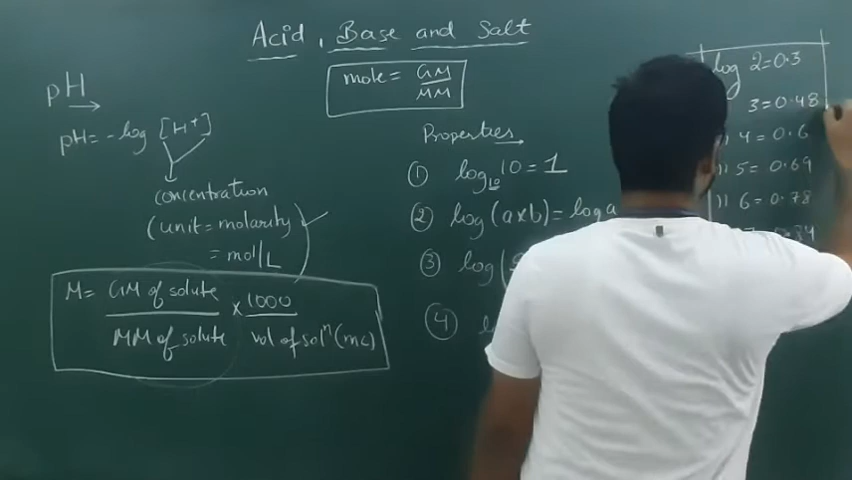 Acid, Base and Salt
pH
mole = GM / MM
pH = - log [H+]
concentration
(unit = molarity
= mol/L
M = GM of solute / MM of solute × 1000 / vol of solⁿ (mL)
Properties
① log₁₀ 10 = 1
② log (a×b) = log a
③ log (
④
log 2 = 0.3
3 = 0.48
" 4 = 0.6
" 5 = 0.69
" 6 = 0.78